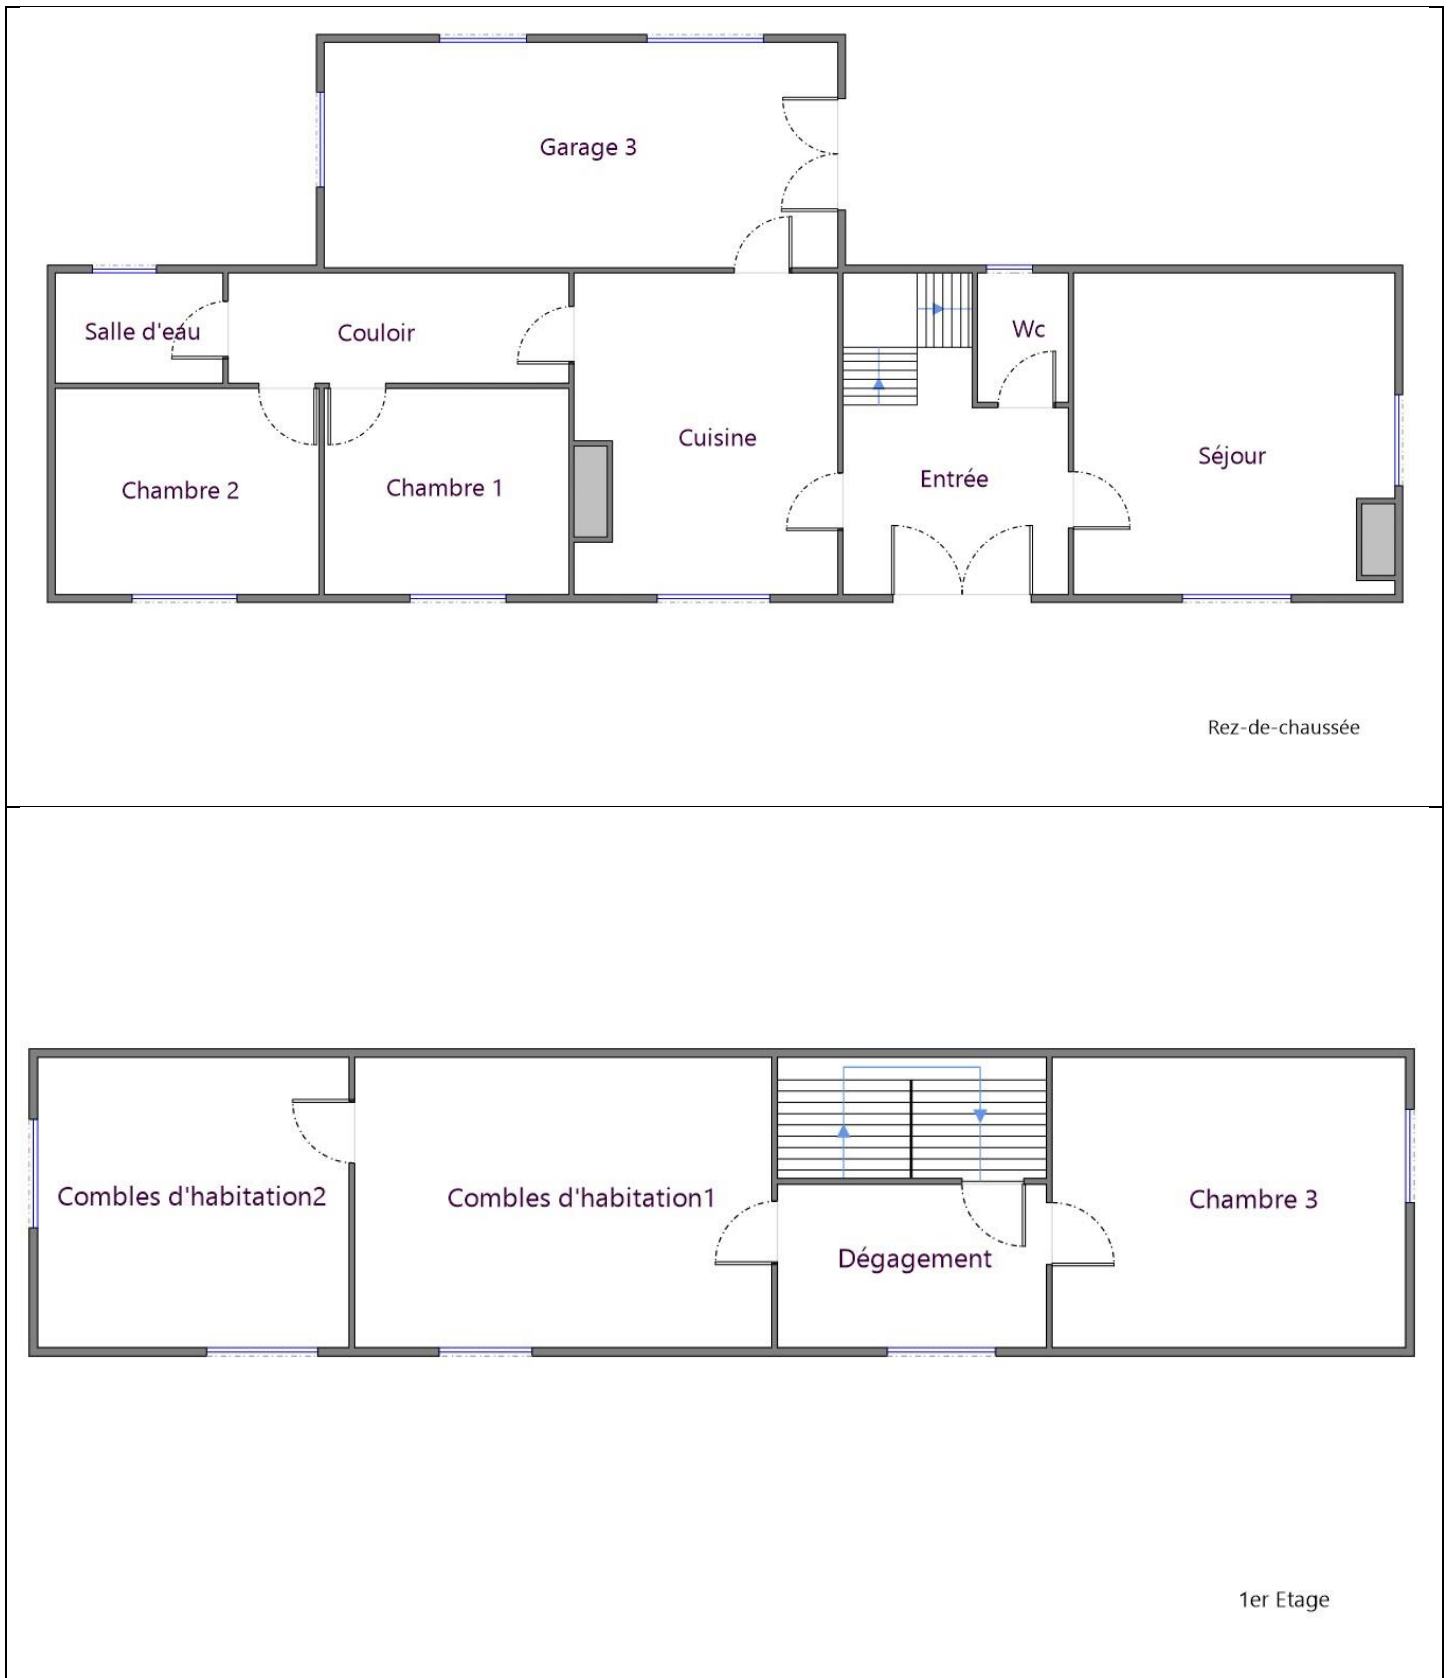 Garage 3
Salle d'eau
Couloir
Wc
Cuisine
Séjour
Entrée
Chambre 2
Chambre 1
Rez-de-chaussée
Combles d'habitation2
Combles d'habitation1
Chambre 3
Dégagement
1er Etage